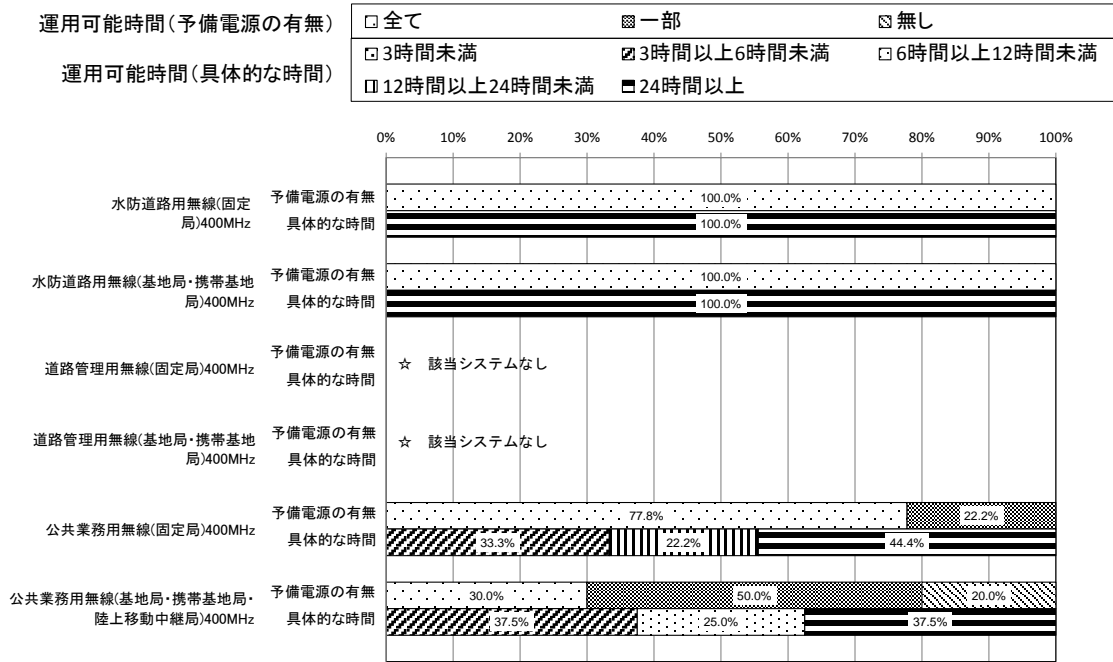 運用可能時間(予備電源の有無)
全て 一部 無し
運用可能時間(具体的な時間)
3時間未満 3時間以上6時間未満 6時間以上12時間未満
12時間以上24時間未満 24時間以上
0% 10% 20% 30% 40% 50% 60% 70% 80% 90% 100%
水防道路用無線(固定
局)400MHz
予備電源の有無 100.0%
具体的な時間 100.0%
水防道路用無線(基地局・携帯基地
局)400MHz
予備電源の有無 100.0%
具体的な時間 100.0%
道路管理用無線(固定局)400MHz
予備電源の有無
具体的な時間
☆ 該当システムなし
道路管理用無線(基地局・携帯基地
局)400MHz
予備電源の有無
具体的な時間
☆ 該当システムなし
公共業務用無線(固定局)400MHz
予備電源の有無 77.8% 22.2%
具体的な時間 33.3% 22.2% 44.4%
公共業務用無線(基地局・携帯基地局・
陸上移動中継局)400MHz
予備電源の有無 30.0% 50.0% 20.0%
具体的な時間 37.5% 25.0% 37.5%